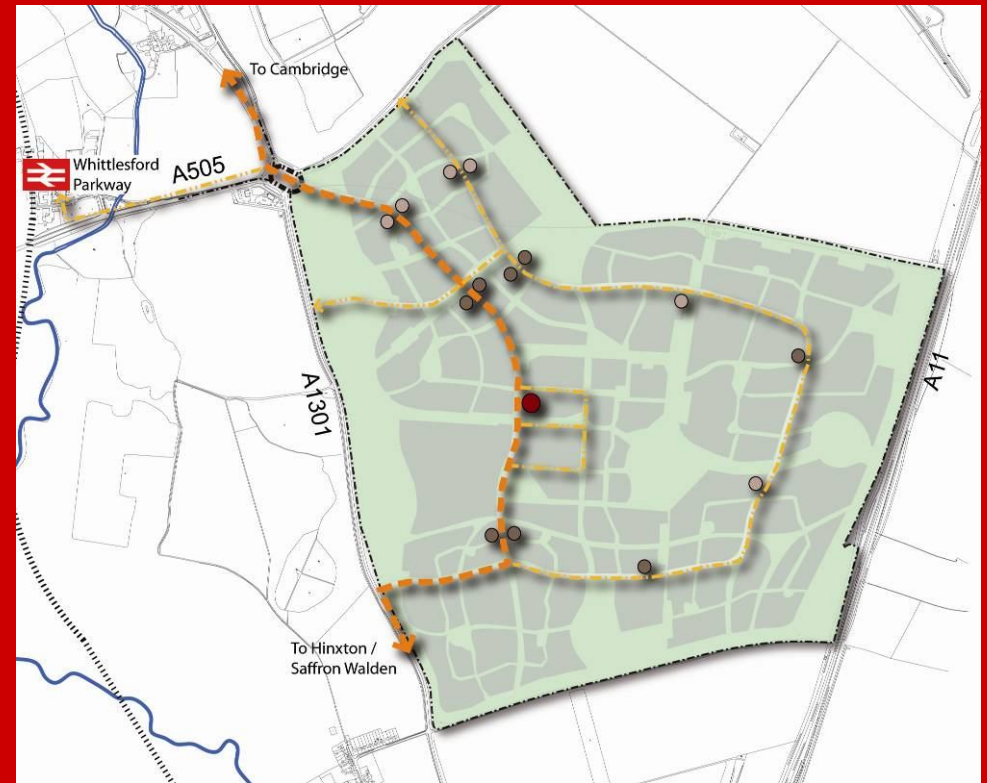 To Cambridge
Whittlesford
Parkway
A505
A1301
A11
To Hinxton /
Saffron Walden